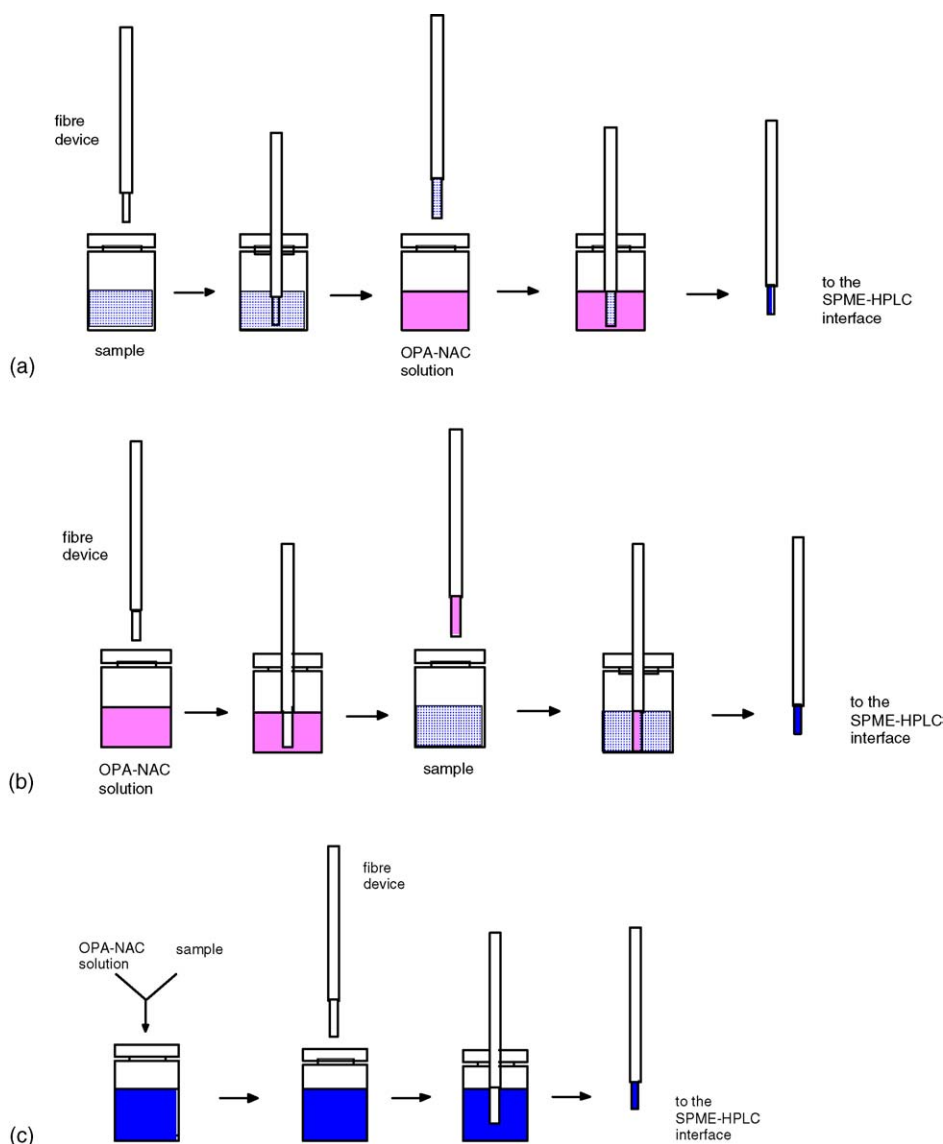 fibre
device
sample
OPA-NAC
solution
to the
SPME-HPLC
interface
(a)
fibre
device
OPA-NAC
solution
sample
to the
SPME-HPLC
interface
(b)
fibre
device
OPA-NAC
solution
sample
to the
SPME-HPLC
interface
(c)